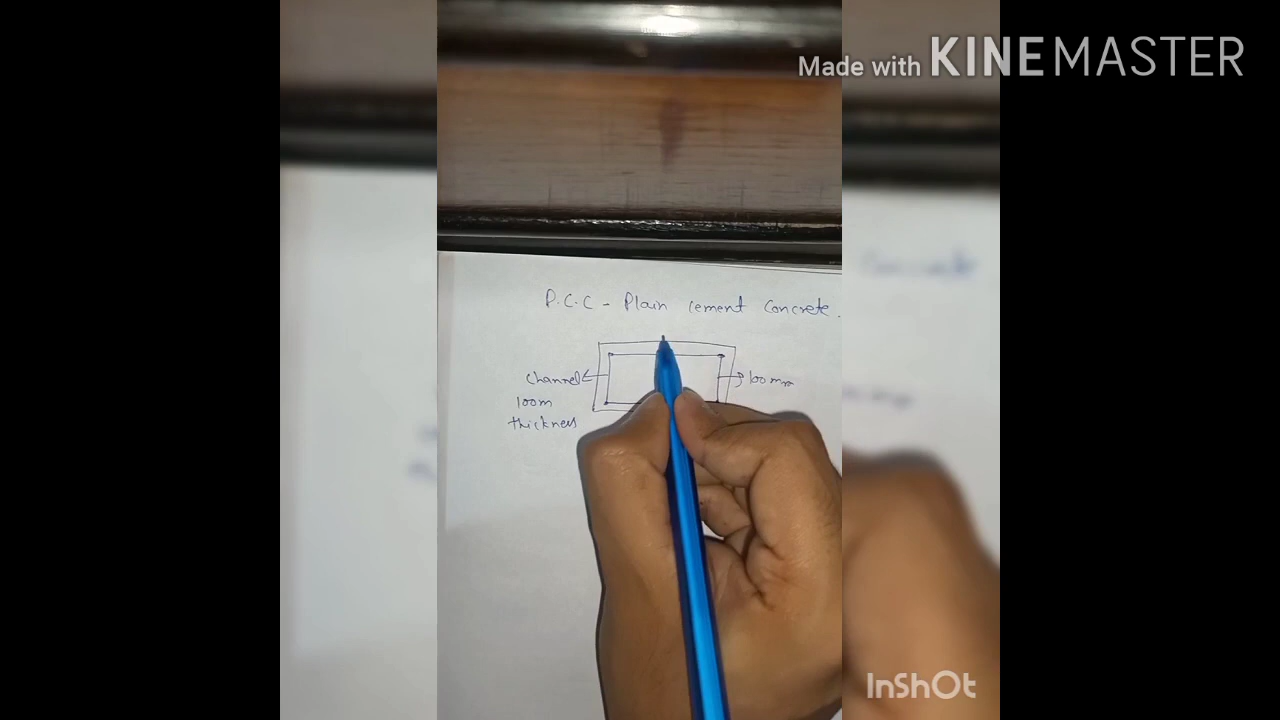 Made with KINEMASTER
P.C.C - Plain cement concrete.
channel
100m
thickness
100mm
InShOt